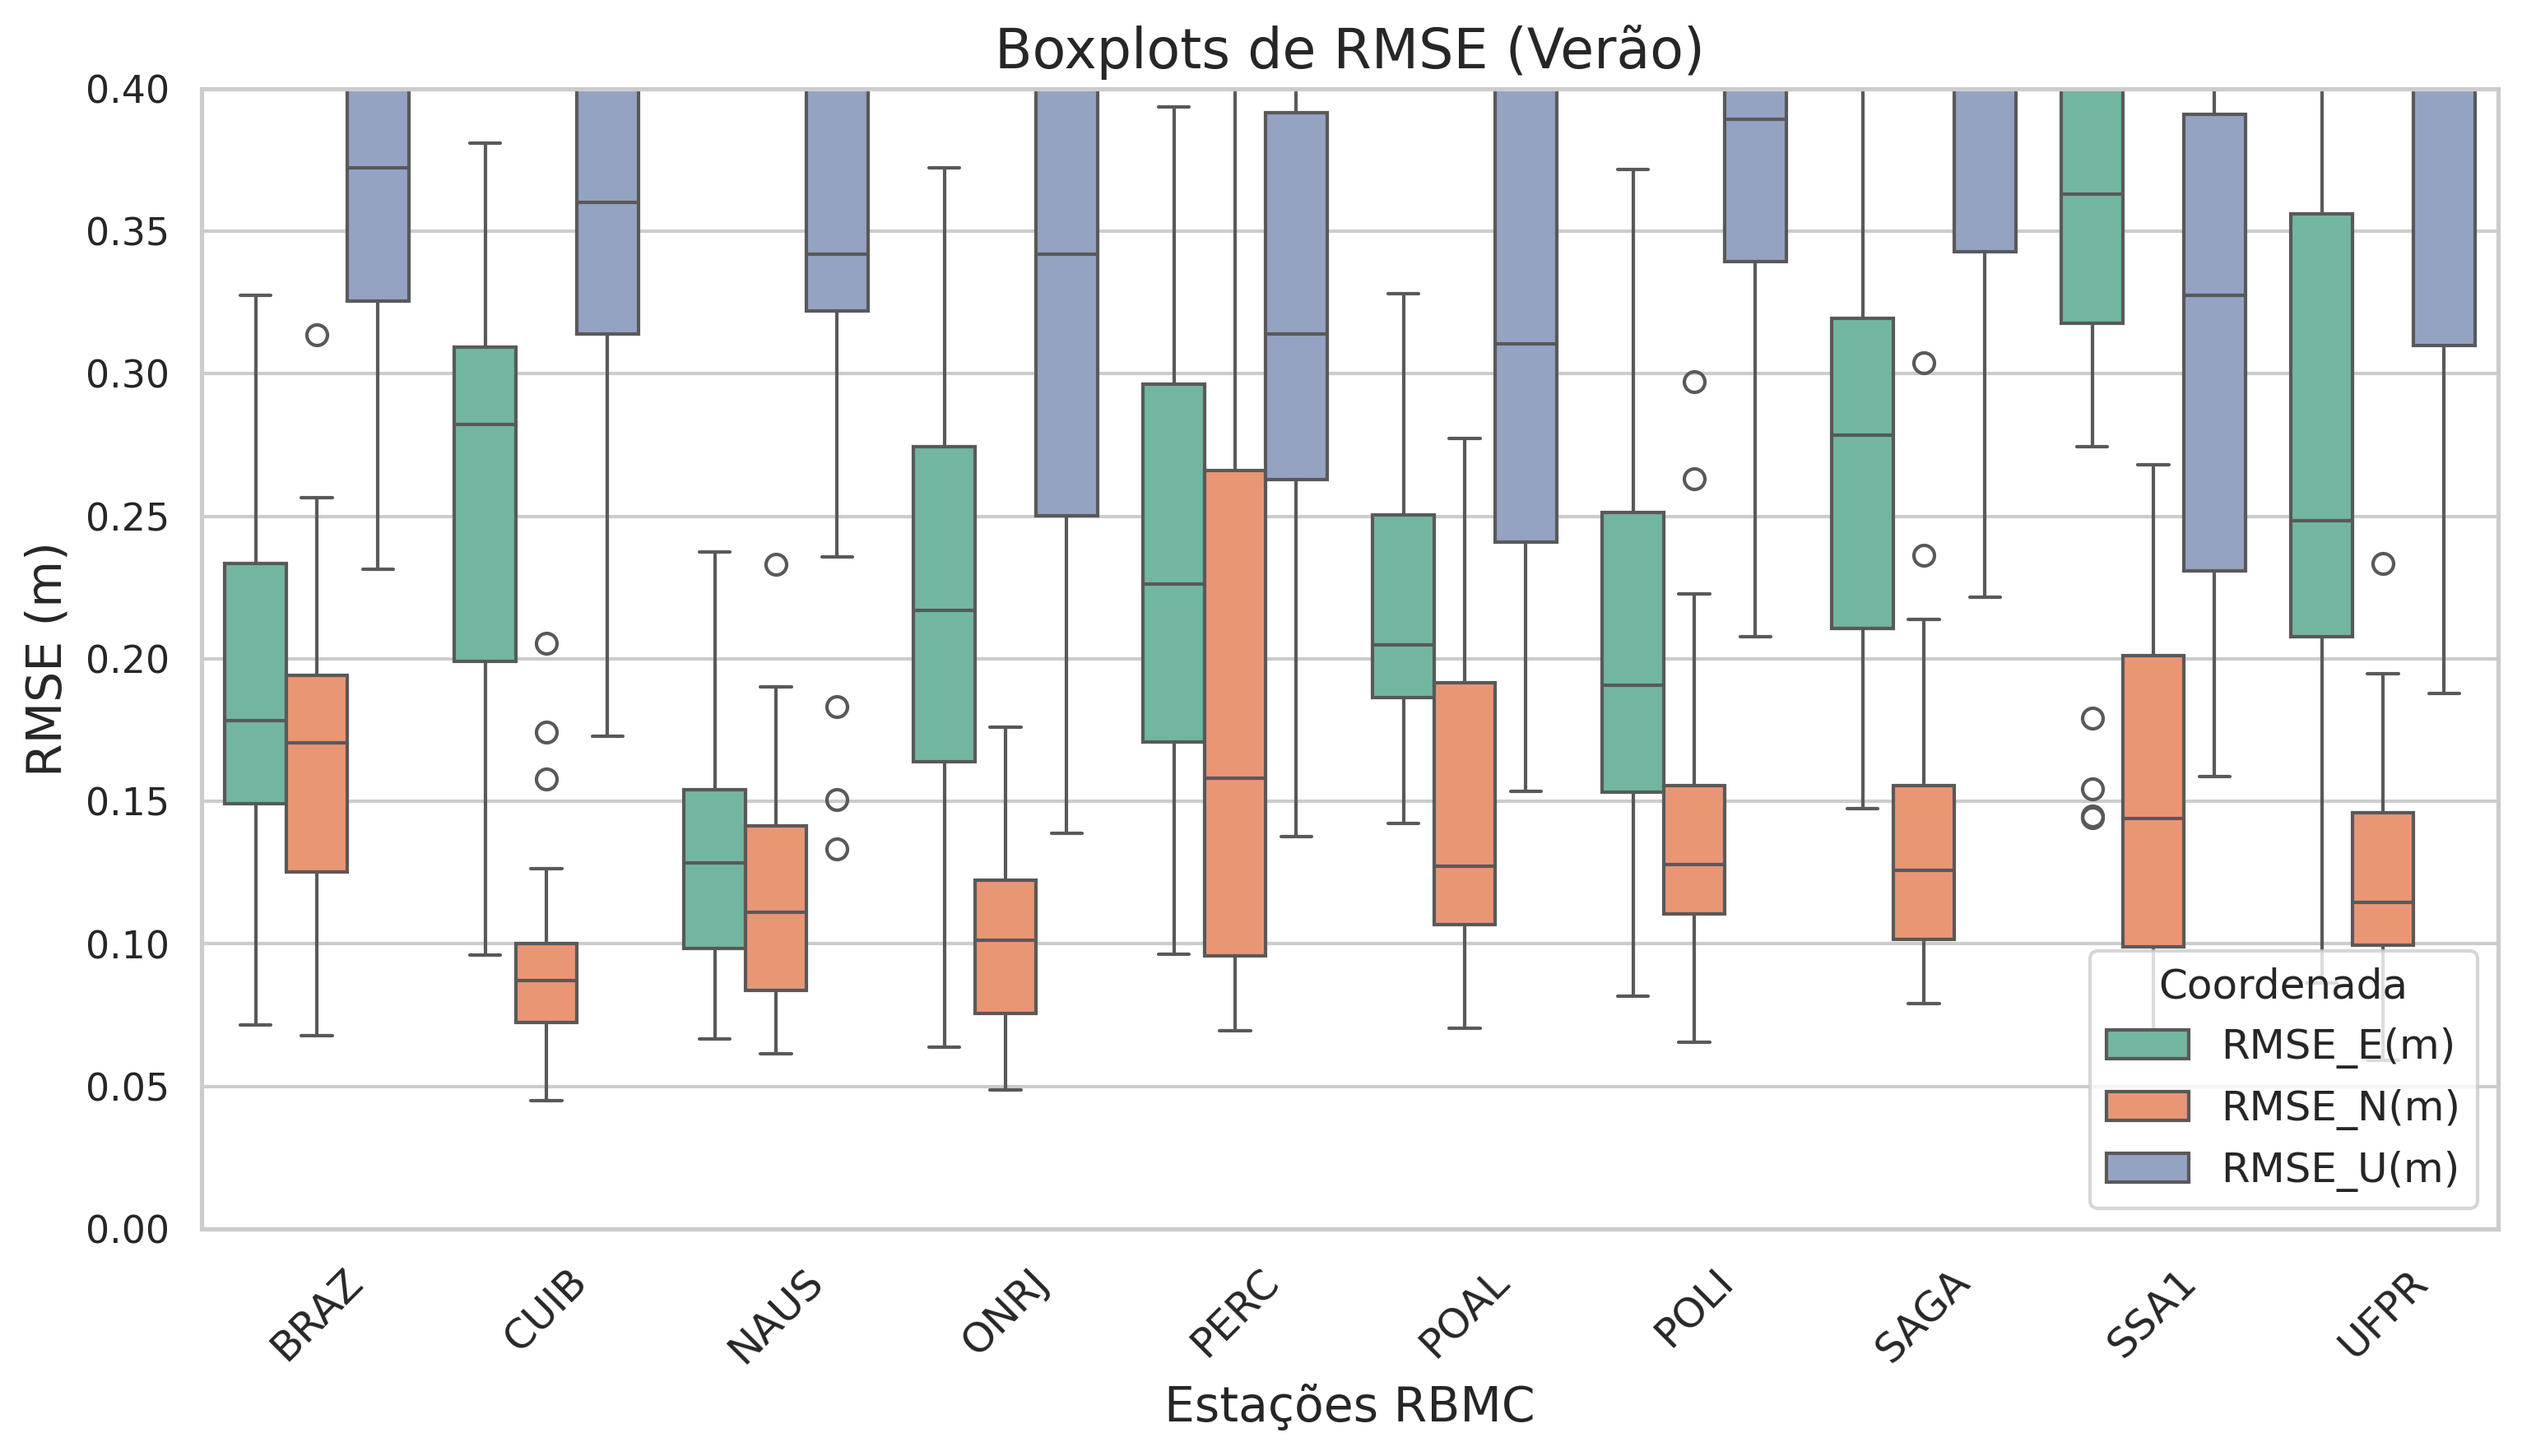 Boxplots de RMSE (Verão)
RMSE (m)
0.40
0.35
0.30
0.25
0.20
0.15
0.10
0.05
0.00
Coordenada
RMSE_E(m)
RMSE_N(m)
RMSE_U(m)
BRAZ
CUIB
NAUS
ONRJ
PERC
POAL
POLI
SAGA
SSA1
UFPR
Estações RBMC